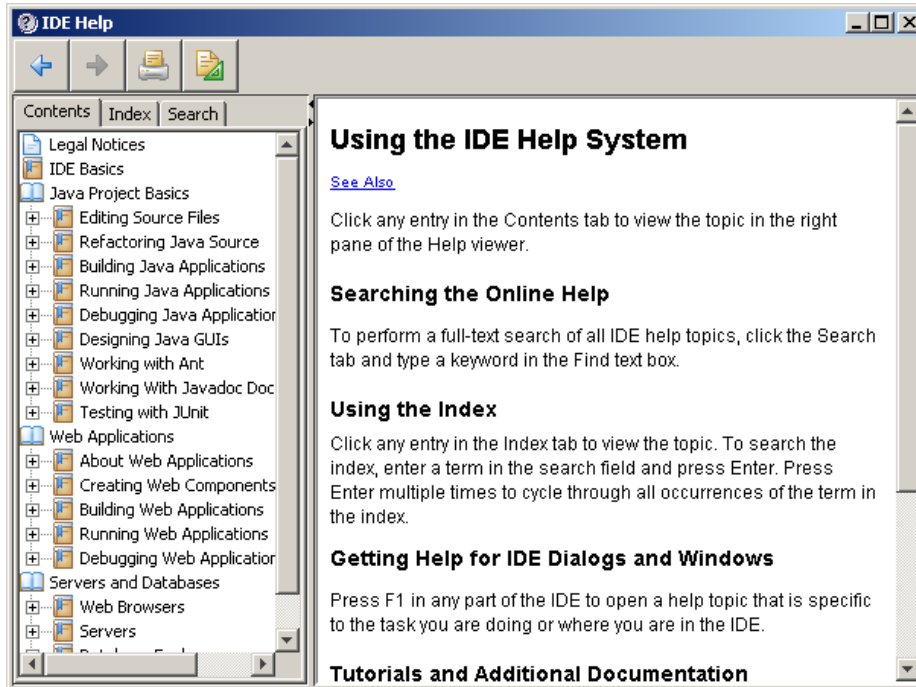 IDE Help
Contents
Index
Search
Legal Notices
IDE Basics
Java Project Basics
Editing Source Files
Refactoring Java Source
Building Java Applications
Running Java Applications
Debugging Java Application
Designing Java GUIs
Working with Ant
Working With Javadoc Doc
Testing with JUnit
Web Applications
About Web Applications
Creating Web Components
Building Web Applications
Running Web Applications
Debugging Web Application
Servers and Databases
Web Browsers
Servers
Using the IDE Help System
See Also
Click any entry in the Contents tab to view the topic in the right
pane of the Help viewer.
Searching the Online Help
To perform a full-text search of all IDE help topics, click the Search
tab and type a keyword in the Find text box.
Using the Index
Click any entry in the Index tab to view the topic. To search the
index, enter a term in the search field and press Enter. Press
Enter multiple times to cycle through all occurrences of the term in
the index.
Getting Help for IDE Dialogs and Windows
Press F1 in any part of the IDE to open a help topic that is specific
to the task you are doing or where you are in the IDE.
Tutorials and Additional Documentation